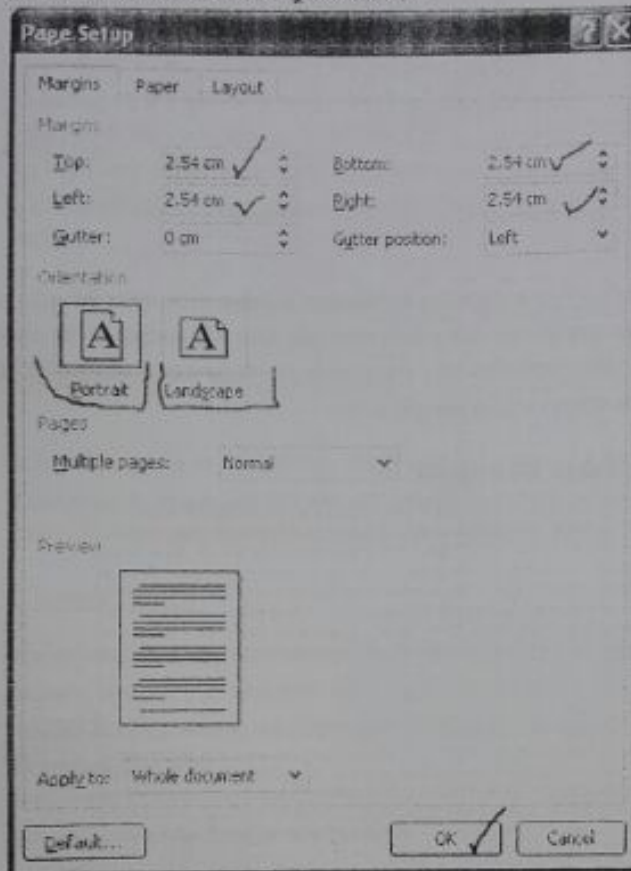 Page Setup
Margins Paper Layout
Margins
Top: 2.54 cm Bottom: 2.54 cm
Left: 2.54 cm Right: 2.54 cm
Gutter: 0 cm Gutter position: Left
Orientation
A A
Portrait Landscape
Pages
Multiple pages: Normal
Preview
Apply to: Whole document
Default... OK Cancel